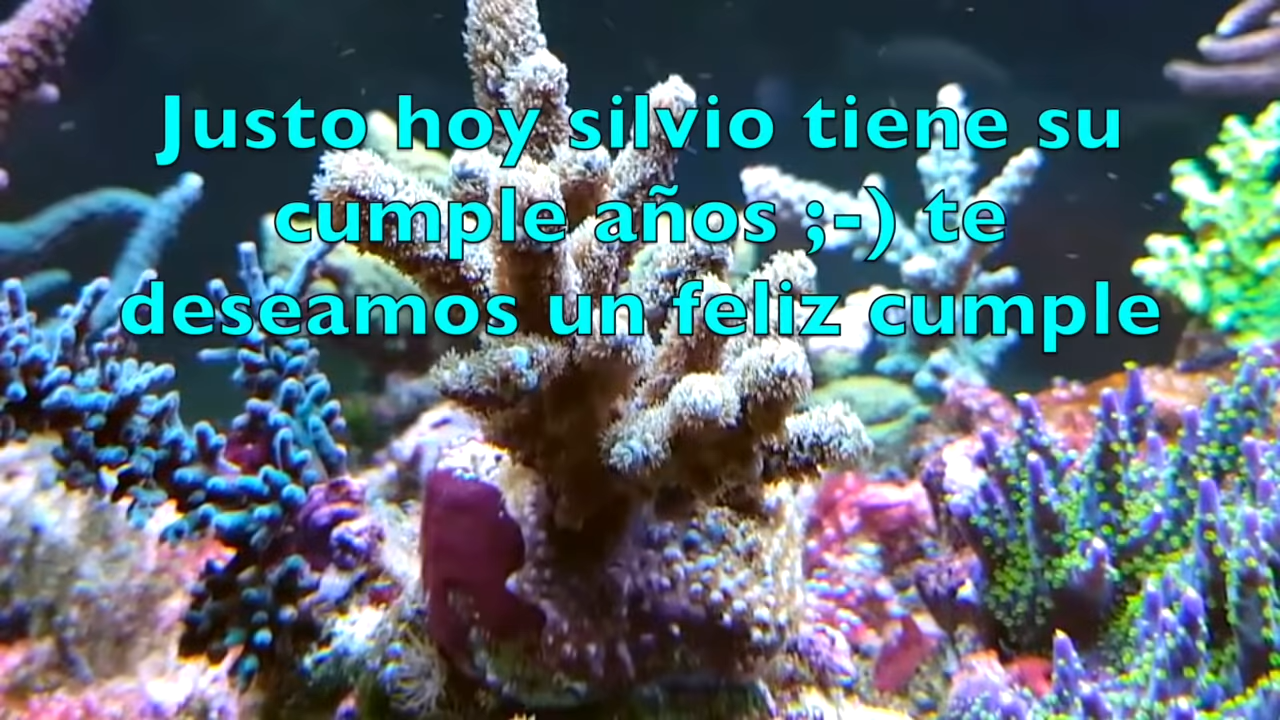 Justo hoy silvio tiene su
cumple años ;-) te
deseamos un feliz cumple